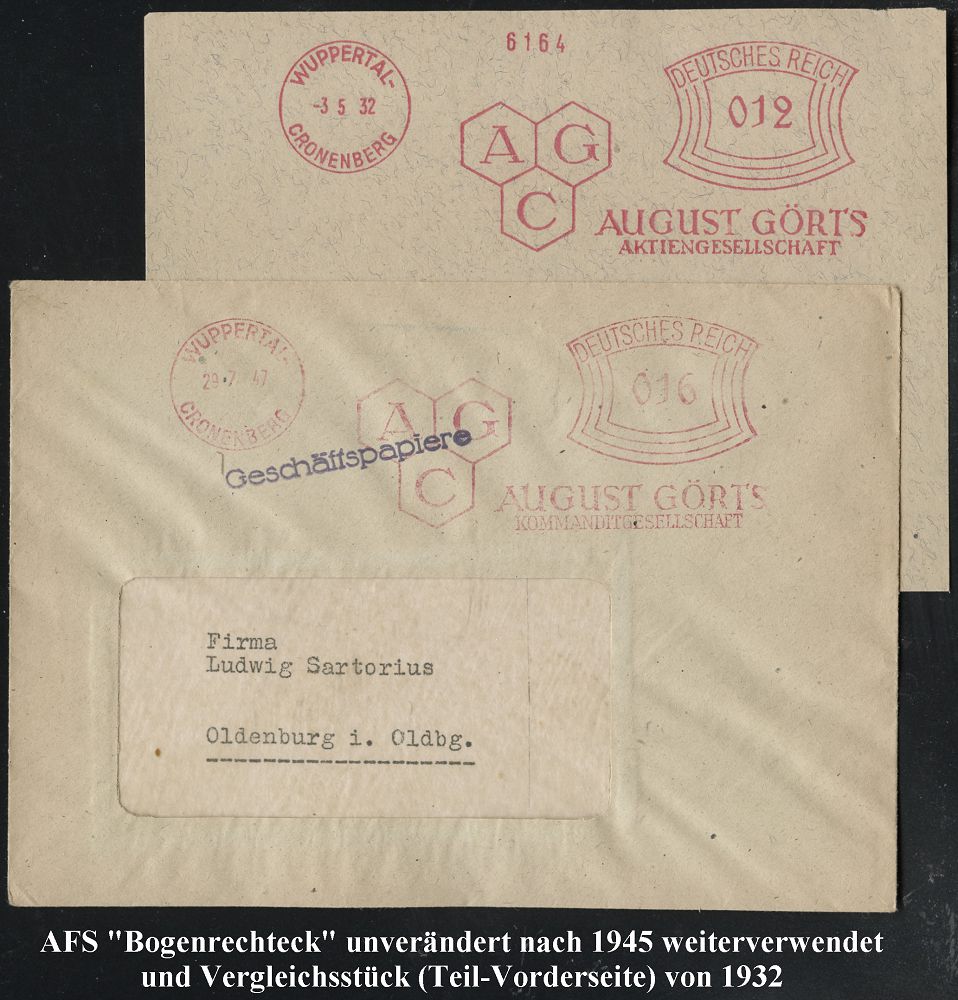 6164
WUPPERTAL-
-3 5 32
CRONENBERG
DEUTSCHES REICH
012
A G
C
AUGUST GÖRTS
AKTIENGESELLSCHAFT
WUPPERTAL-
29.7. 47
CRONENBERG
DEUTSCHES REICH
016
A G
C
Geschäftspapiere
AUGUST GÖRTS
KOMMANDITGESELLSCHAFT
Firma
Ludwig Sartorius
Oldenburg i. Oldbg.
AFS "Bogenrechteck" unverändert nach 1945 weiterverwendet
und Vergleichsstück (Teil-Vorderseite) von 1932